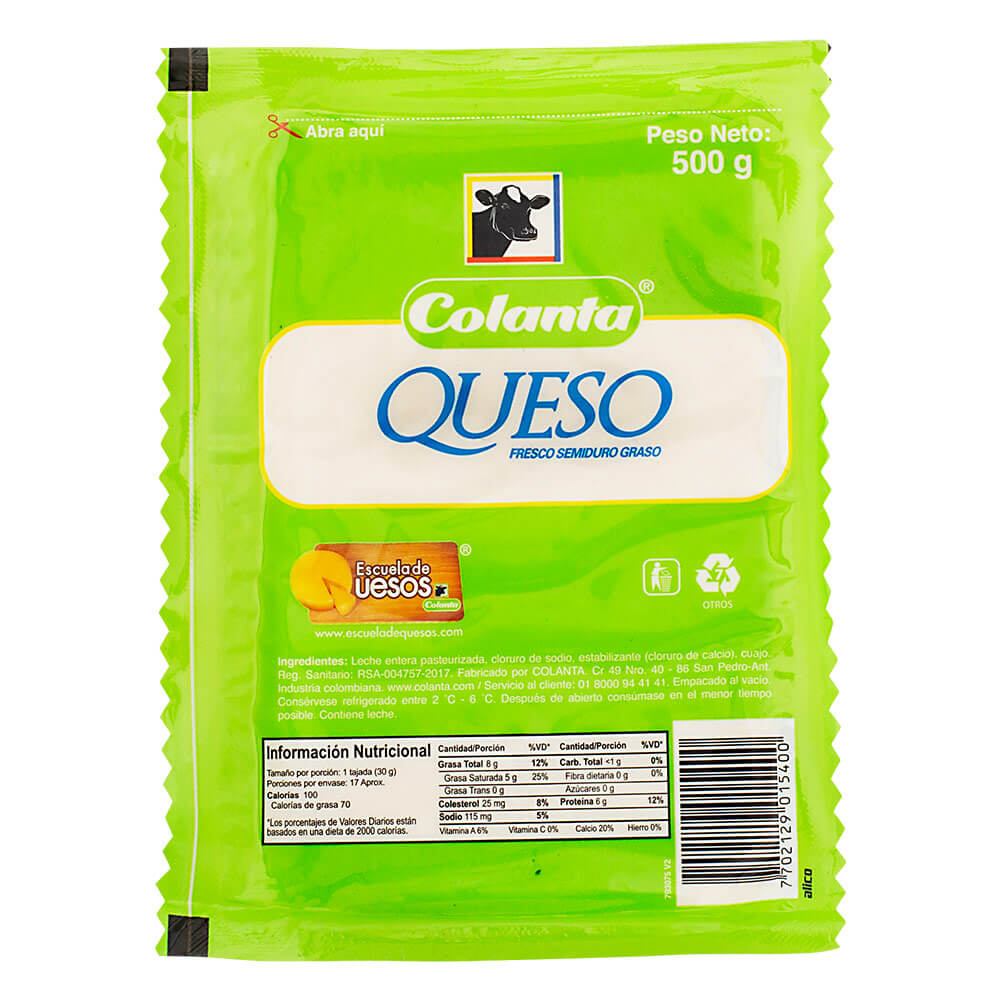 Abra aquí
Peso Neto:
500 g
Colanta®
QUESO
FRESCO SEMIDURO GRASO
Escuela de
uesos
Colanta
®
www.escueladequesos.com
7
OTROS
Ingredientes: Leche entera pasteurizada, cloruro de sodio, estabilizante (cloruro de calcio), cuajo.
Reg. Sanitario: RSA-004757-2017. Fabricado por COLANTA. Cr 49 Nro. 40 - 86 San Pedro-Ant.
Industria colombiana. www.colanta.com / Servicio al cliente: 01 8000 94 41 41. Empacado al vacío.
Consérvese refrigerado entre 2 °C - 6 °C. Después de abierto consúmase en el menor tiempo
posible. Contiene leche.
Información Nutricional
Tamaño por porción: 1 tajada (30 g)
Porciones por envase: 17 Aprox.
Calorías 100
Calorías de grasa 70
*Los porcentajes de Valores Diarios están
basados en una dieta de 2000 calorías.
Cantidad/Porción %VD* Cantidad/Porción %VD*
Grasa Total 8 g 12% Carb. Total <1 g 0%
Grasa Saturada 5 g 25% Fibra dietaria 0 g 0%
Grasa Trans 0 g Azúcares 0 g
Colesterol 25 mg 8% Proteína 6 g 12%
Sodio 115 mg 5%
Vitamina A 6% Vitamina C 0% Calcio 20% Hierro 0%
793075 V2
7 702129 015400
alico